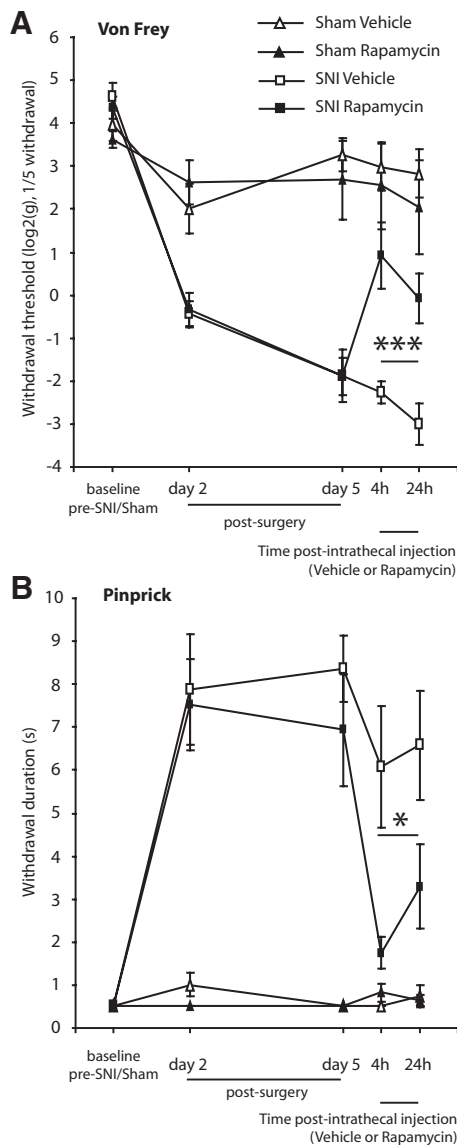 A
Von Frey
Sham Vehicle
Sham Rapamycin
SNI Vehicle
SNI Rapamycin
Withdrawal threshold (log2(g), 1/5 withdrawal)
6
5
4
3
2
1
0
-1
-2
-3
-4
***
baseline
pre-SNI/Sham
day 2
day 5
4h
24h
post-surgery
Time post-intrathecal injection
(Vehicle or Rapamycin)
B
Pinprick
Withdrawal duration (s)
10
9
8
7
6
5
4
3
2
1
0
*
baseline
pre-SNI/Sham
day 2
day 5
4h
24h
post-surgery
Time post-intrathecal injection
(Vehicle or Rapamycin)